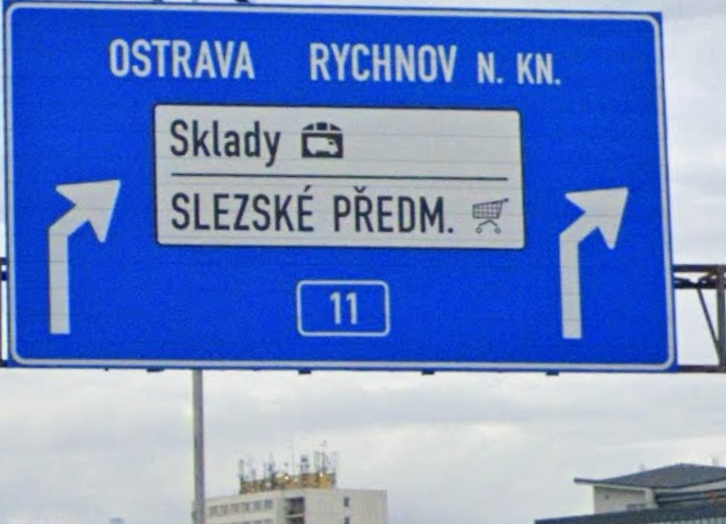 OSTRAVA RYCHNOV N. KN.
Sklady
SLEZSKÉ PŘEDM.
11